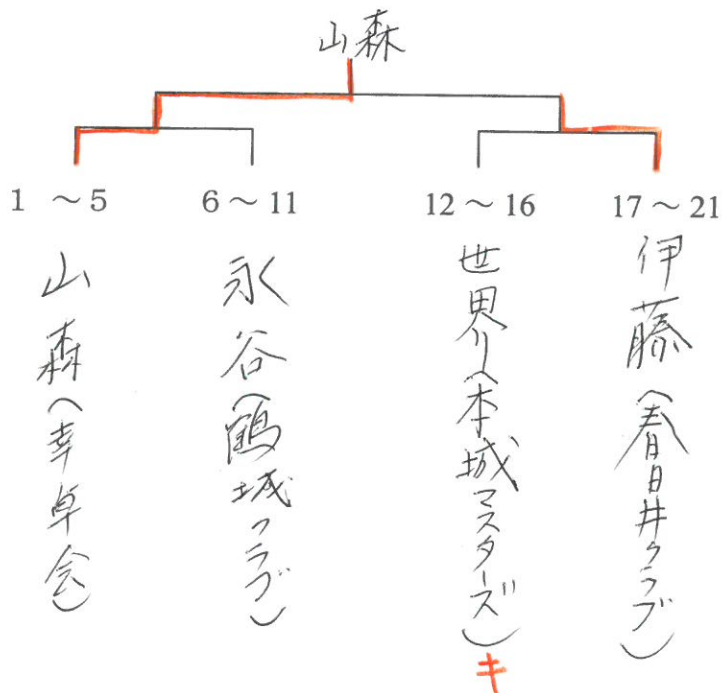 山森
1 ～5
6～11
12～16
17～21
山森(幸卓会)
永谷(鶴城クラブ)
世界(本城マスターズ)キ
伊藤(春日井クラブ)